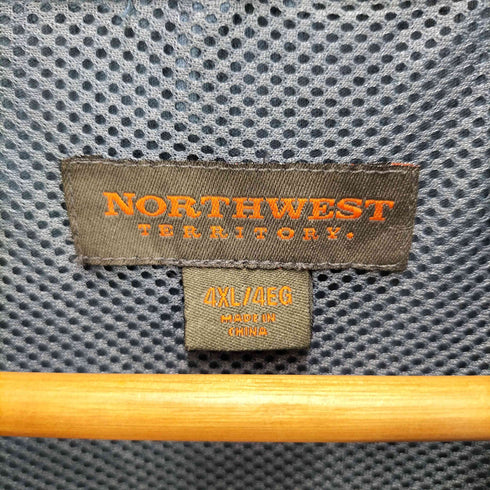 NORTHWEST
TERRITORY.
4XL/4EG
MADE IN
CHINA